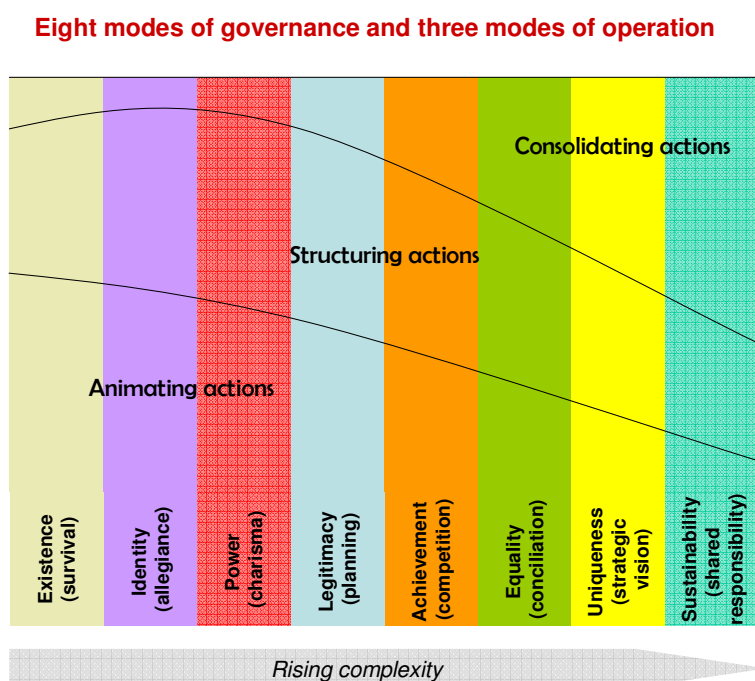 Eight modes of governance and three modes of operation
Consolidating actions
Structuring actions
Animating actions
Existence
(survival)
Identity
(allegiance)
Power
(charisma)
Legitimacy
(planning)
Achievement
(competition)
Equality
(conciliation)
Uniqueness
(strategic
vision)
Sustainability
(shared
responsibility)
Rising complexity